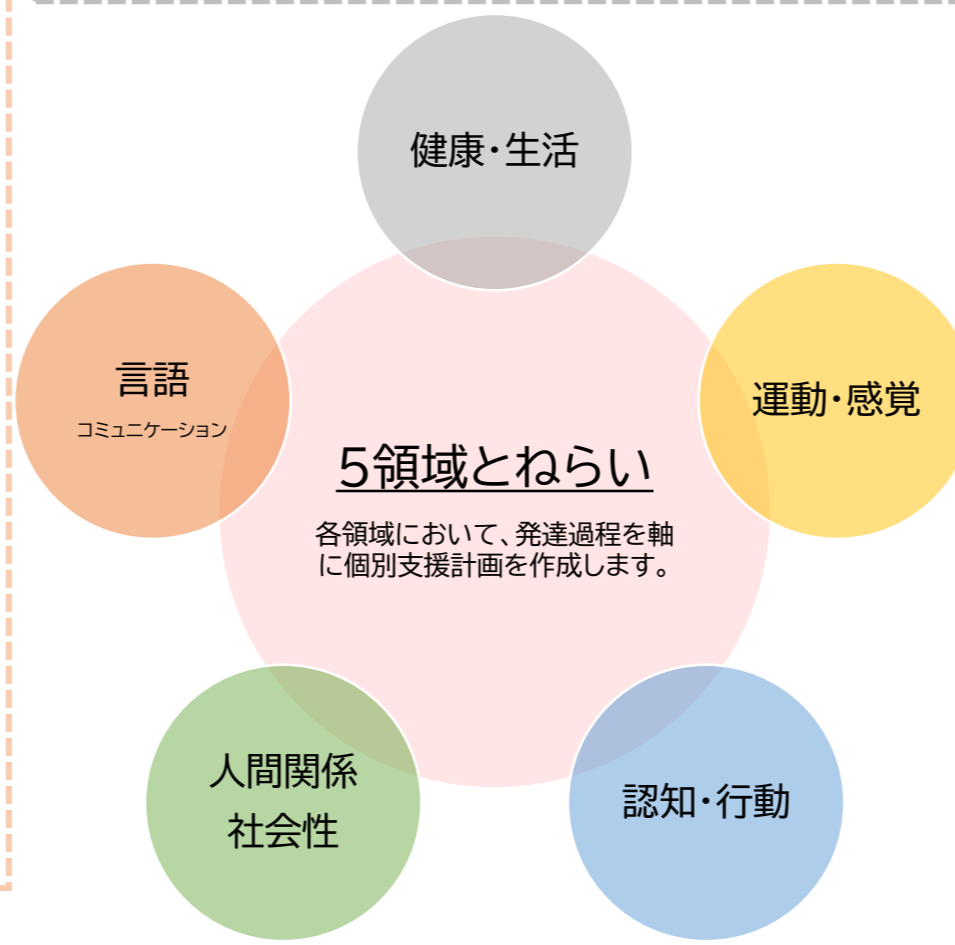 健康・生活
言語
コミュニケーション
運動・感覚
5領域とねらい
各領域において、発達過程を軸
に個別支援計画を作成します。
人間関係
社会性
認知・行動